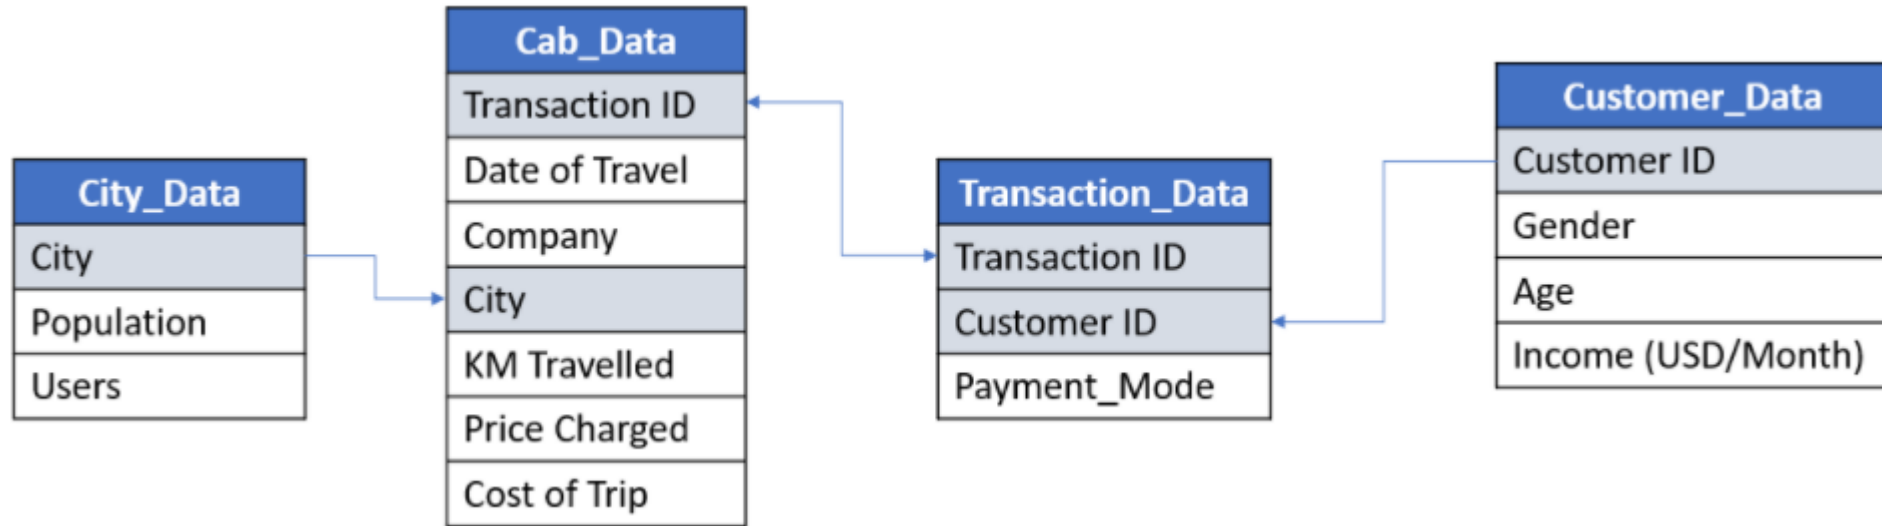 City_Data
City
Population
Users
Cab_Data
Transaction ID
Date of Travel
Company
City
KM Travelled
Price Charged
Cost of Trip
Transaction_Data
Transaction ID
Customer ID
Payment_Mode
Customer_Data
Customer ID
Gender
Age
Income (USD/Month)